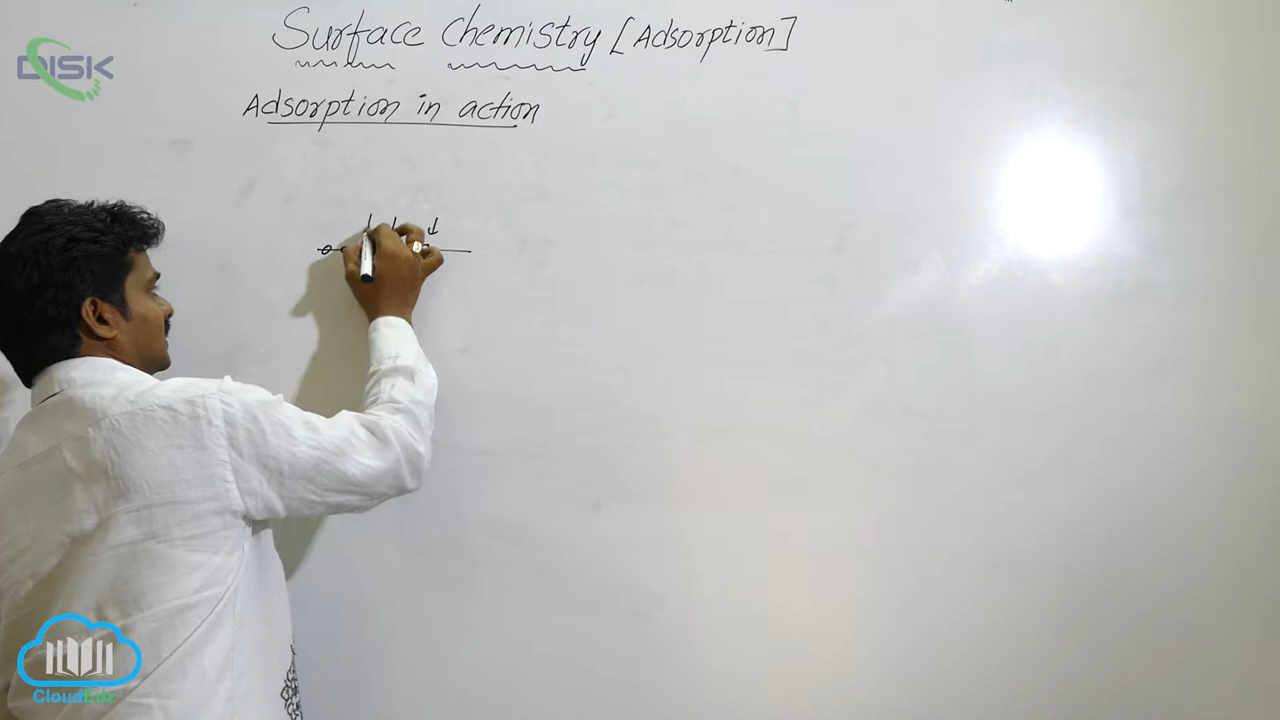 Surface Chemistry [Adsorption]
DISK
Adsorption in action
CloudEdz